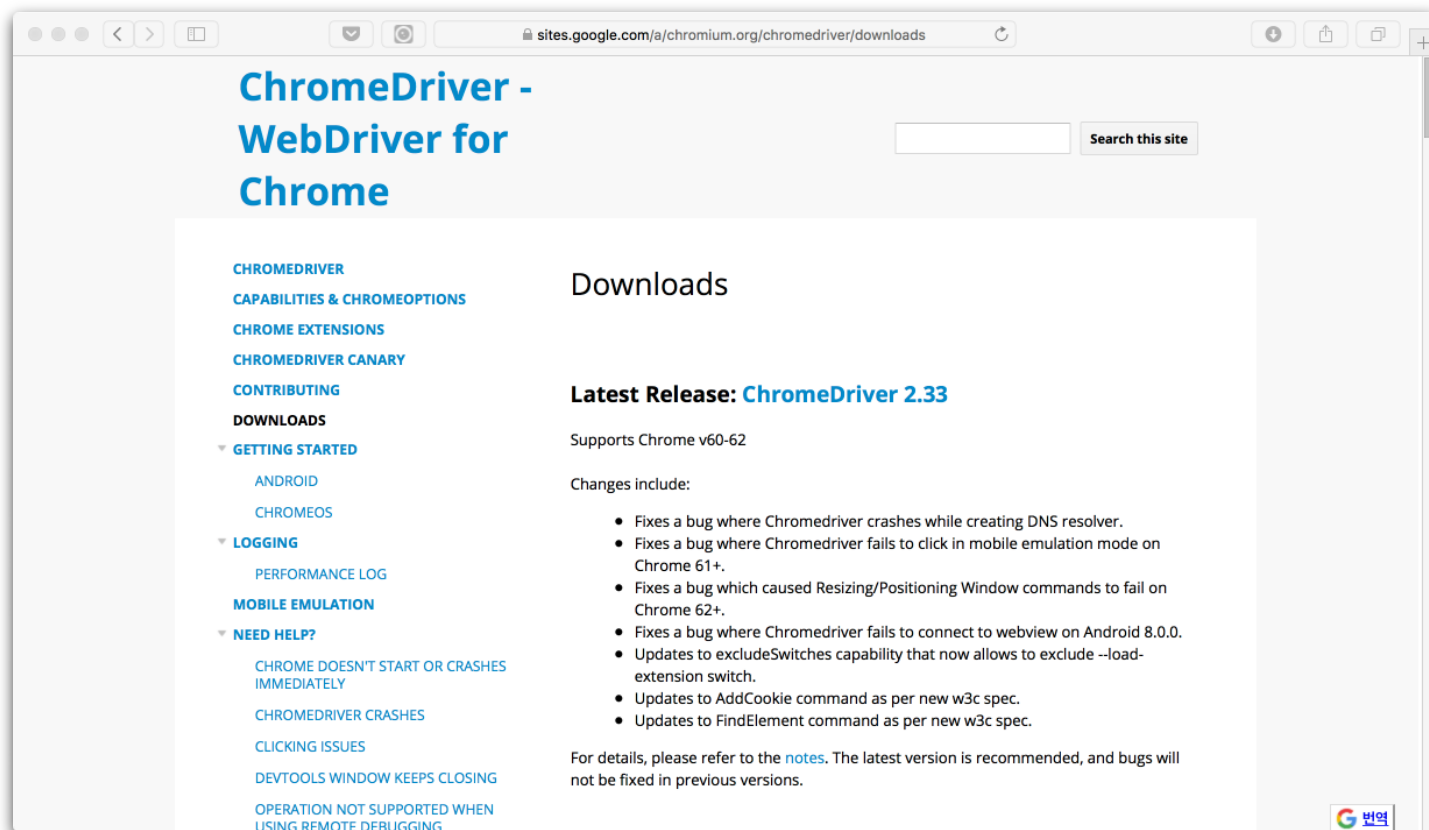 sites.google.com/a/chromium.org/chromedriver/downloads
ChromeDriver -
WebDriver for
Chrome
Search this site
CHROMEDRIVER
CAPABILITIES & CHROMEOPTIONS
CHROME EXTENSIONS
CHROMEDRIVER CANARY
CONTRIBUTING
DOWNLOADS
GETTING STARTED
ANDROID
CHROMEOS
LOGGING
PERFORMANCE LOG
MOBILE EMULATION
NEED HELP?
CHROME DOESN'T START OR CRASHES
IMMEDIATELY
CHROMEDRIVER CRASHES
CLICKING ISSUES
DEVTOOLS WINDOW KEEPS CLOSING
OPERATION NOT SUPPORTED WHEN
USING REMOTE DEBUGGING
Downloads
Latest Release: ChromeDriver 2.33
Supports Chrome v60-62
Changes include:
• Fixes a bug where Chromedriver crashes while creating DNS resolver.
• Fixes a bug where Chromedriver fails to click in mobile emulation mode on
Chrome 61+.
• Fixes a bug which caused Resizing/Positioning Window commands to fail on
Chrome 62+.
• Fixes a bug where Chromedriver fails to connect to webview on Android 8.0.0.
• Updates to excludeSwitches capability that now allows to exclude --load-
extension switch.
• Updates to AddCookie command as per new w3c spec.
• Updates to FindElement command as per new w3c spec.
For details, please refer to the notes. The latest version is recommended, and bugs will
not be fixed in previous versions.
G 번역